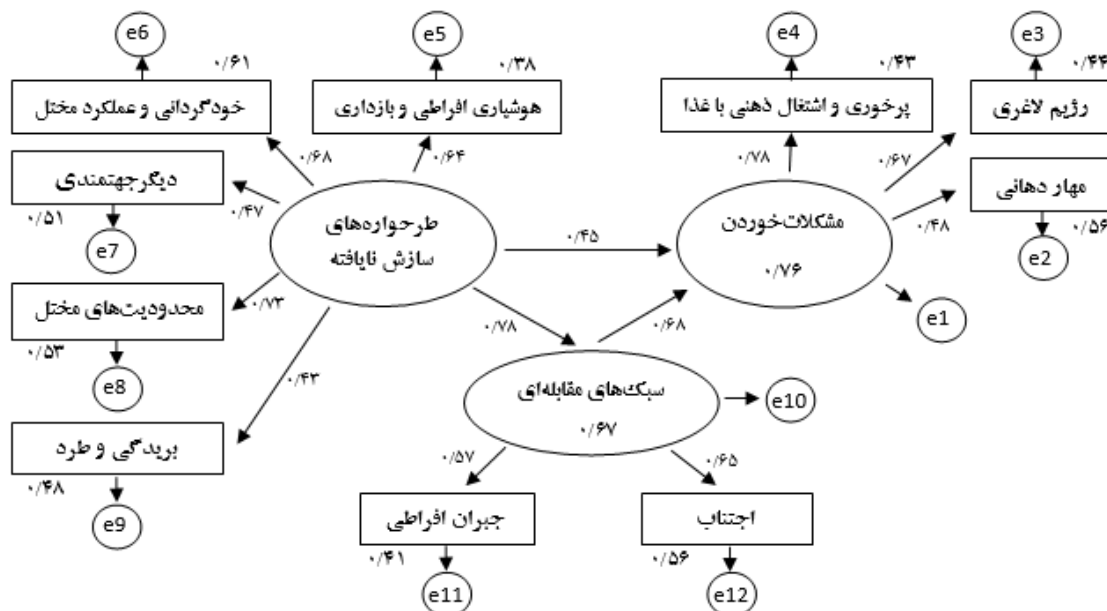 e6
e5
e4
e3
۰/۶۱
۰/۳۸
۰/۴۳
۰/۴۴
خودگردانی و عملکرد مختل
هوشیاری افراطی و بازداری
پرخوری و اشتغال ذهنی با غذا
رژیم لاغری
۰/۶۸
۰/۶۴
۰/۷۸
۰/۶۷
دیگرجهتمندی
۰/۴۷
۰/۵۱
e7
مهار دهانی
۰/۴۸
۰/۵۶
e2
طرحواره‌های
سازش نایافته
۰/۴۵
مشکلات‌خوردن
۰/۷۶
e1
محدودیت‌های مختل
۰/۷۳
۰/۵۳
e8
۰/۷۸
۰/۶۸
۰/۴۳
سبک‌های مقابله‌ای
۰/۶۷
e10
بریدگی و طرد
۰/۴۸
e9
۰/۵۷
۰/۶۵
جبران افراطی
اجتناب
۰/۴۱
۰/۵۶
e11
e12